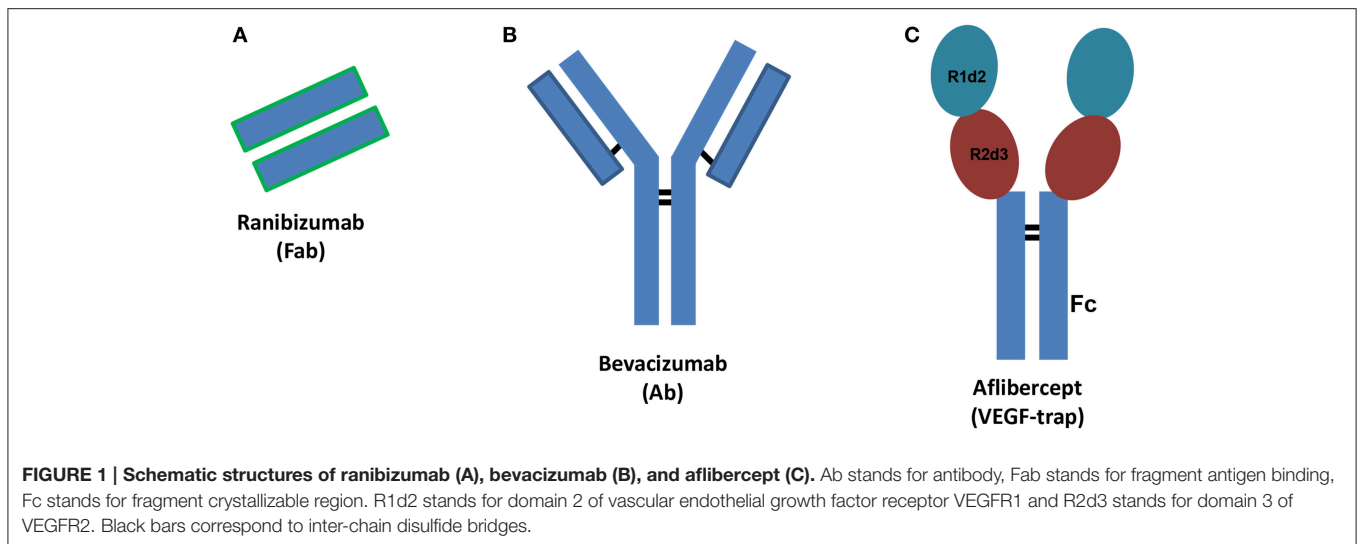 A
Ranibizumab
(Fab)
B
Bevacizumab
(Ab)
C
R1d2
R2d3
Fc
Aflibercept
(VEGF-trap)
FIGURE 1 | Schematic structures of ranibizumab (A), bevacizumab (B), and aflibercept (C). Ab stands for antibody, Fab stands for fragment antigen binding,
Fc stands for fragment crystallizable region. R1d2 stands for domain 2 of vascular endothelial growth factor receptor VEGFR1 and R2d3 stands for domain 3 of
VEGFR2. Black bars correspond to inter-chain disulfide bridges.